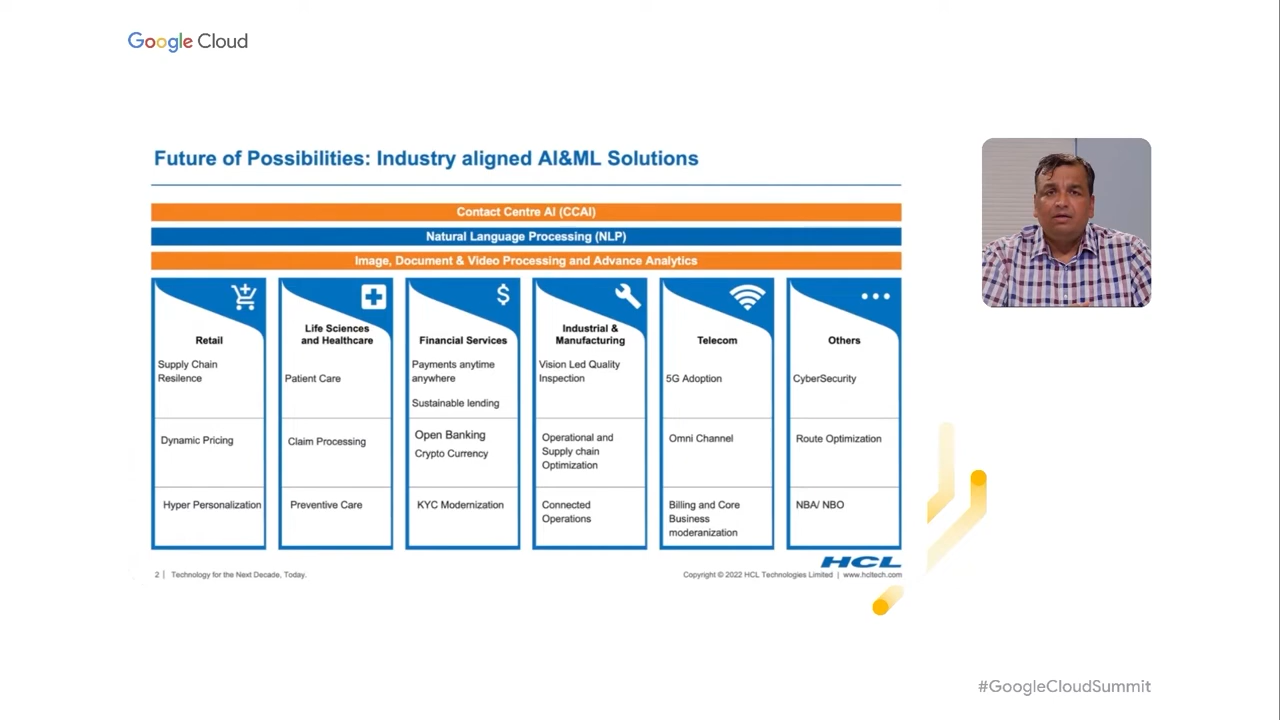 Google Cloud
Future of Possibilities: Industry aligned AI&ML Solutions
Contact Centre AI (CCAI)
Natural Language Processing (NLP)
Image, Document & Video Processing and Advance Analytics
Retail
Supply Chain
Resilence
Dynamic Pricing
Hyper Personalization
Life Sciences
and Healthcare
Patient Care
Claim Processing
Preventive Care
$
Financial Services
Payments anytime
anywhere
Sustainable lending
Open Banking
Crypto Currency
KYC Modernization
Industrial &
Manufacturing
Vision Led Quality
Inspection
Operational and
Supply chain
Optimization
Connected
Operations
Telecom
5G Adoption
Omni Channel
Billing and Core
Business
moderanization
Others
CyberSecurity
Route Optimization
NBA/ NBO
HCL
2 | Technology for the Next Decade, Today.
Copyright © 2022 HCL Technologies Limited | www.hcltech.com
#GoogleCloudSummit